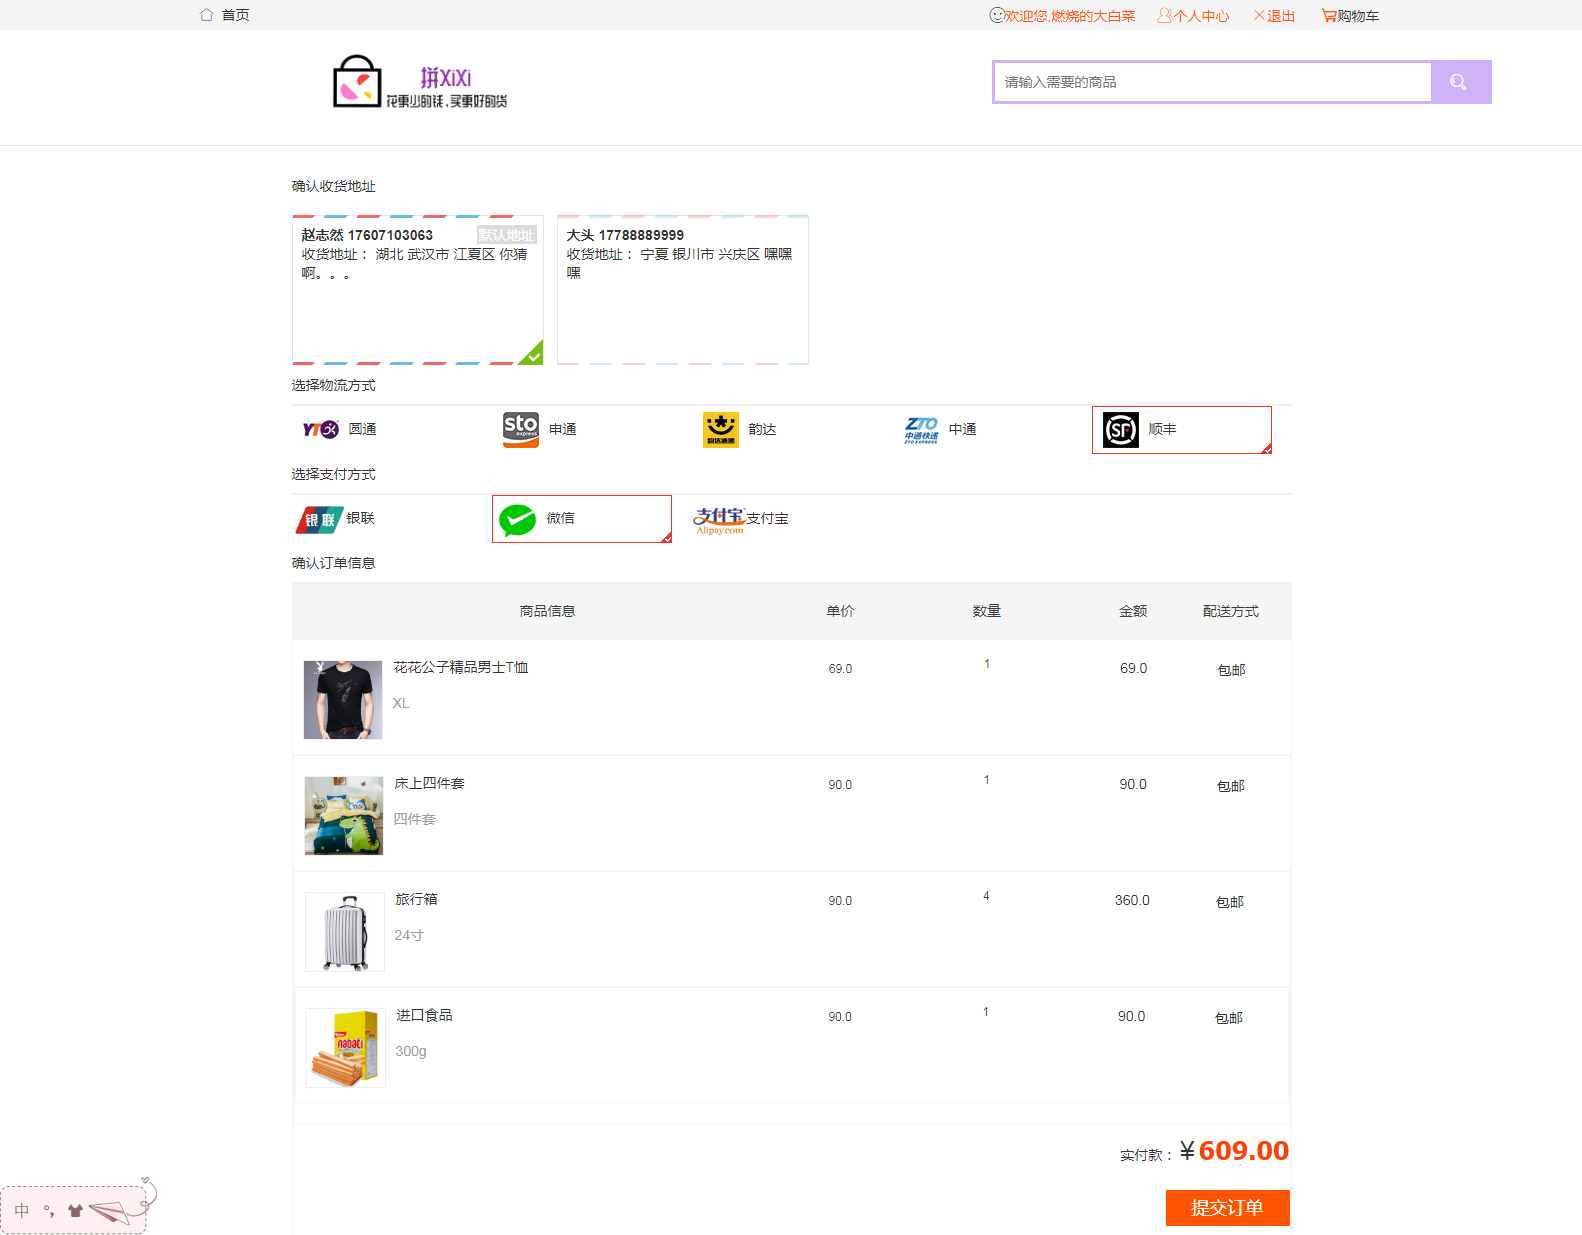 首页
欢迎您,燃烧的大白菜
个人中心
退出
购物车
拼XiXi
花更少的钱,买更好的货
请输入需要的商品
确认收货地址
赵志然 17607103063
默认地址
收货地址： 湖北 武汉市 江夏区 你猜
啊。。。
大头 17788889999
收货地址： 宁夏 银川市 兴庆区 嘿嘿
嘿
选择物流方式
YT
圆通
sto
express
申通
韵达速递
韵达
ZTO
中通快递
ZTO EXPRESS
中通
SF
顺丰
选择支付方式
银联
银联
微信
支付宝
Alipay.com
支付宝
确认订单信息
商品信息 单价 数量 金额 配送方式
花花公子精品男士T恤 69.0 1 69.0 包邮
XL
床上四件套 90.0 1 90.0 包邮
四件套
旅行箱 90.0 4 360.0 包邮
24寸
进口食品 90.0 1 90.0 包邮
300g
nabati
实付款：¥609.00
提交订单
中 °,